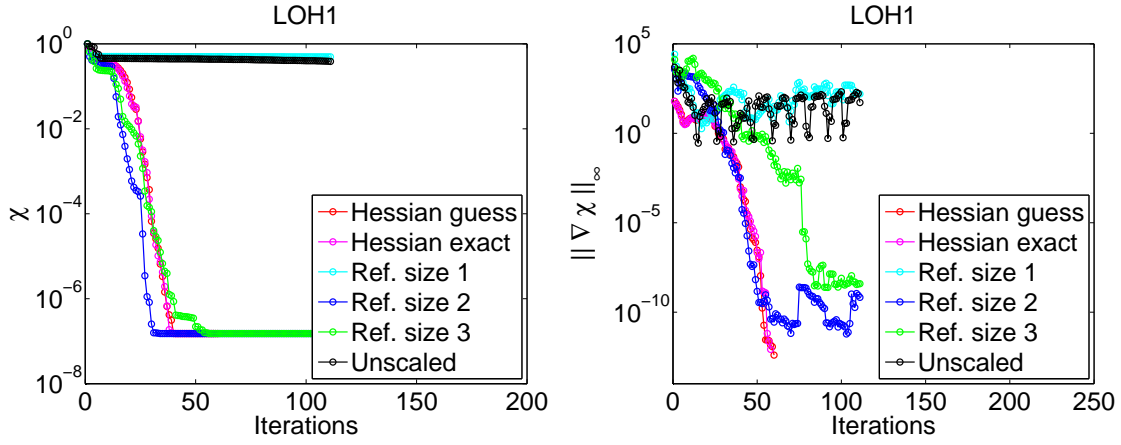 LOH1
10^0
10^-2
10^-4
10^-6
10^-8
χ
0 50 100 150 200
Iterations
Hessian guess
Hessian exact
Ref. size 1
Ref. size 2
Ref. size 3
Unscaled
LOH1
10^5
10^0
10^-5
10^-10
|| ∇ χ ||_∞
0 50 100 150 200 250
Iterations
Hessian guess
Hessian exact
Ref. size 1
Ref. size 2
Ref. size 3
Unscaled